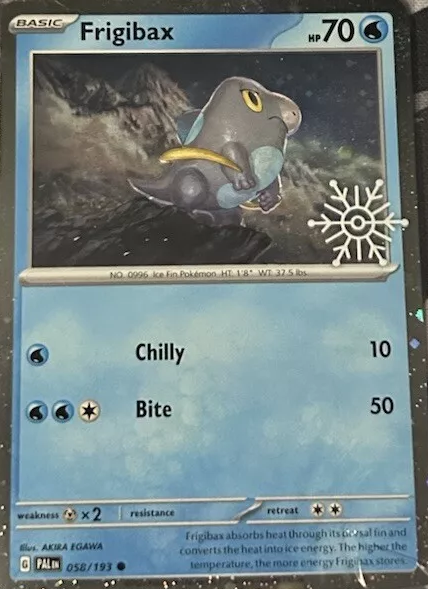 BASIC
Frigibax
HP 70
NO. 0996 Ice Fin Pokémon HT: 1'8" WT: 37.5 lbs
Chilly 10
Bite 50
weakness ×2 resistance retreat
Illus. AKIRA EGAWA
G PAL EN 058/193
Frigibax absorbs heat through its dorsal fin and
converts the heat into ice energy. The higher the
temperature, the more energy Frigibax stores.